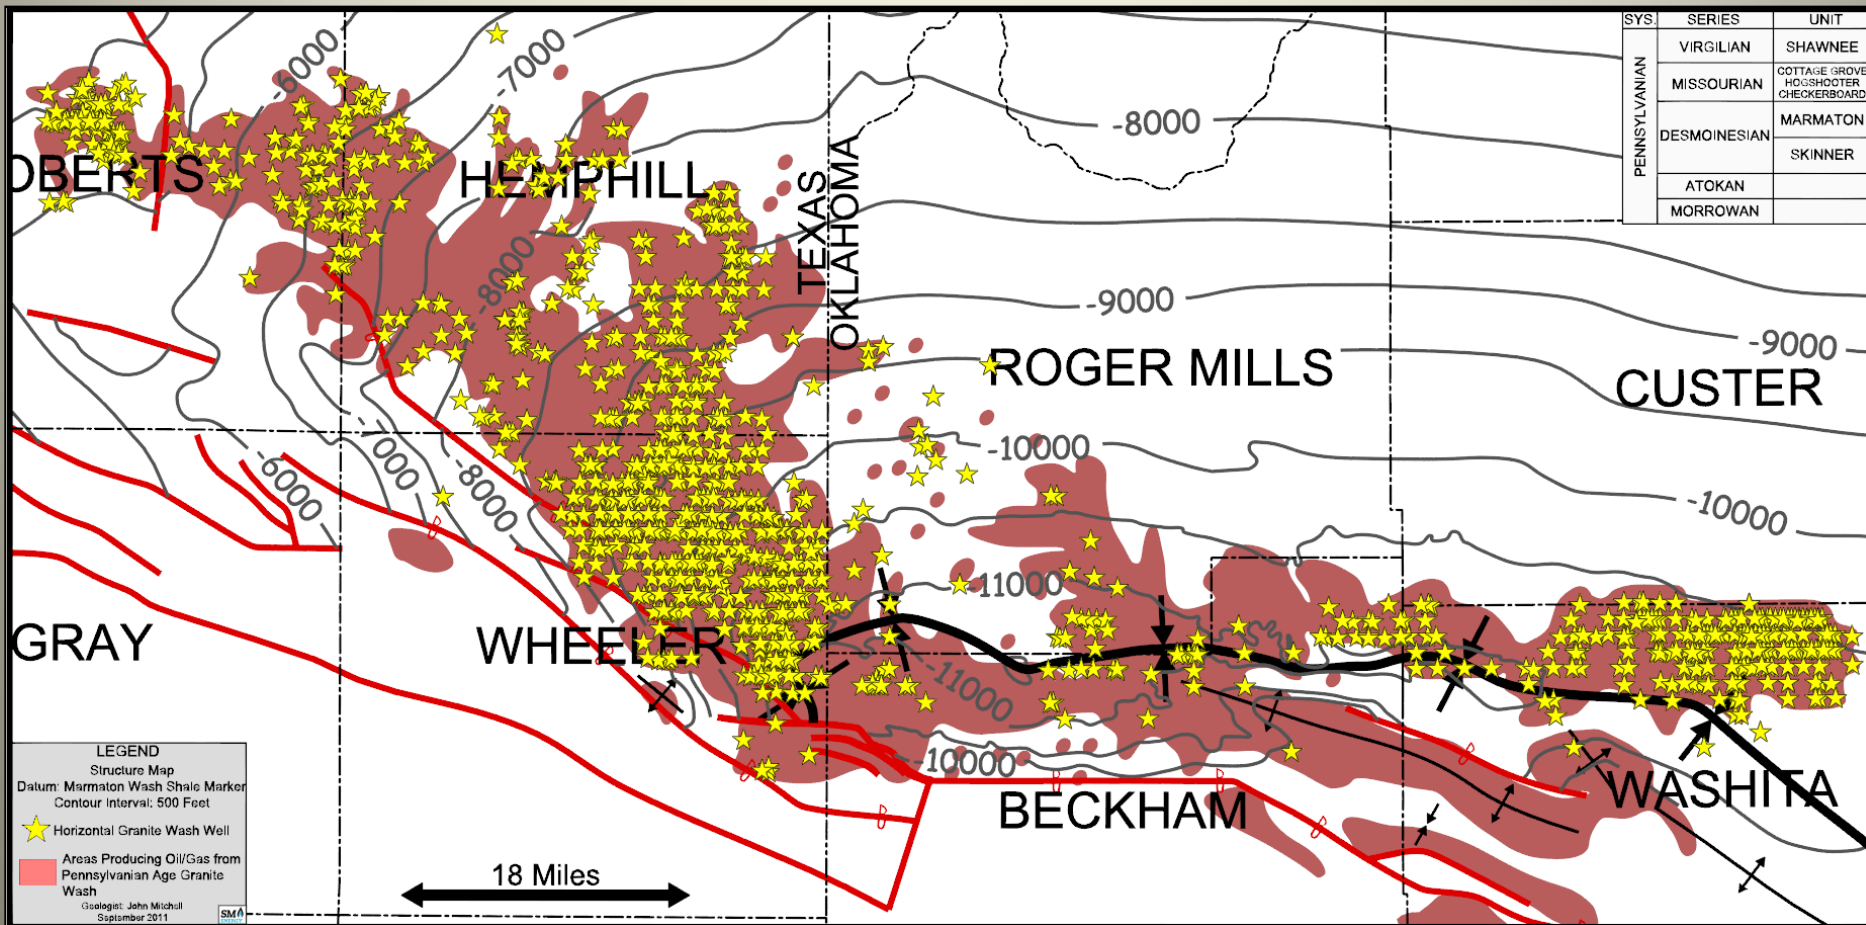 SYS. SERIES UNIT
PENNSYLVANIAN
VIRGILIAN SHAWNEE
MISSOURIAN COTTAGE GROVE
HOGSHOOTER
CHECKERBOARD
DESMOINESIAN MARMATON
SKINNER
ATOKAN
MORROWAN
-6000
-7000
-8000
OBERTS
HEMPHILL
TEXAS
OKLAHOMA
-8000
-9000
-9000
ROGER MILLS
CUSTER
-6000
-7000
-8000
-10000
-10000
-11000
GRAY
WHEELER
-11000
-10000
BECKHAM
WASHITA
18 Miles
LEGEND
Structure Map
Datum: Marmaton Wash Shale Marker
Contour Interval: 500 Feet
Horizontal Granite Wash Well
Areas Producing Oil/Gas from
Pennsylvanian Age Granite
Wash
Geologist: John Mitchell
September 2011
SM
ENERGY